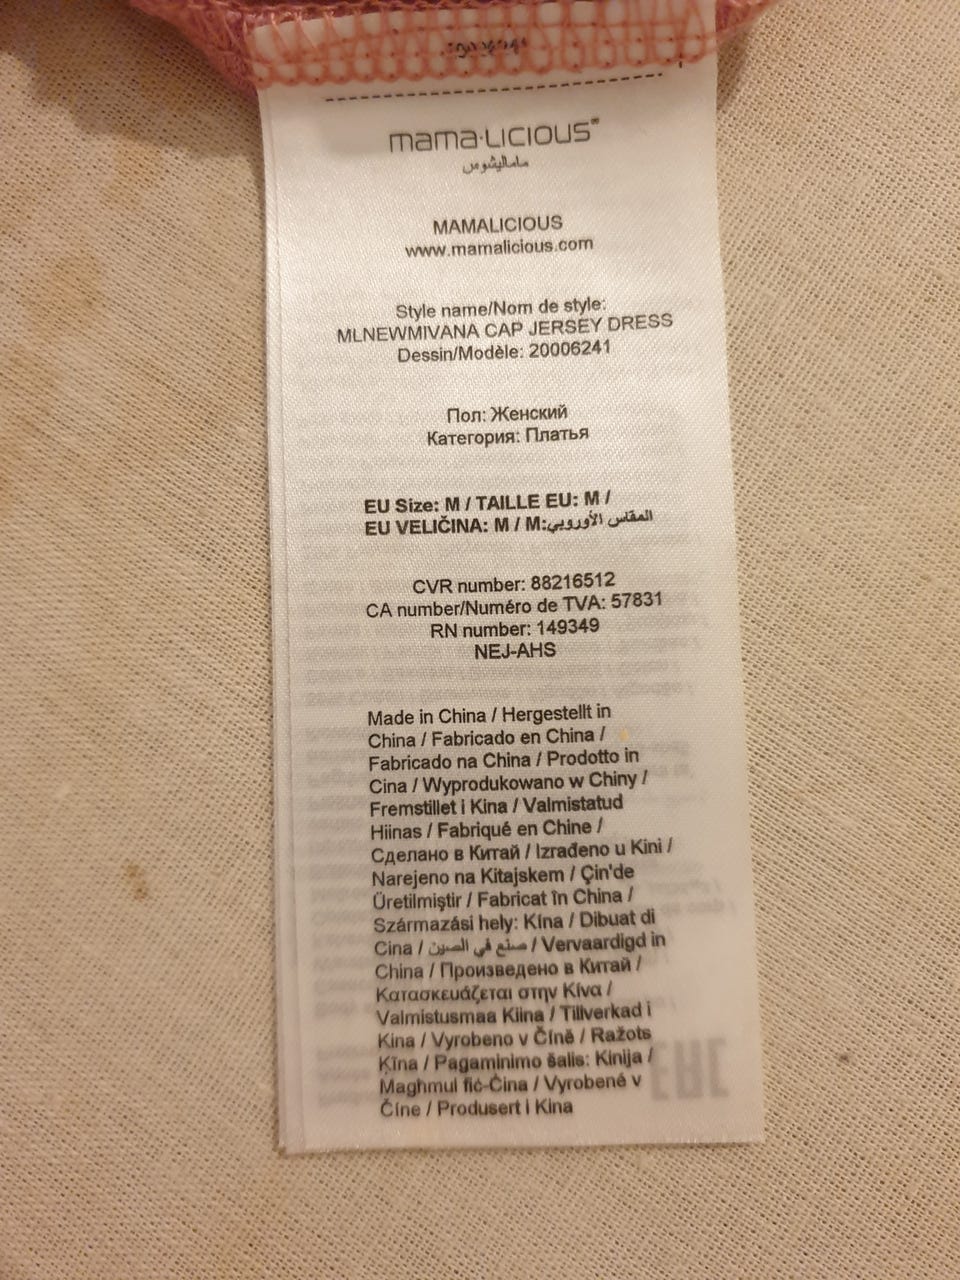 mama·licious®
ماماليشوس
MAMALICIOUS
www.mamalicious.com
Style name/Nom de style:
MLNEWMIVANA CAP JERSEY DRESS
Dessin/Modèle: 20006241
Пол: Женский
Категория: Платья
EU Size: M / TAILLE EU: M /
EU VELIČINA: M / M:المقاس الأوروبي
CVR number: 88216512
CA number/Numéro de TVA: 57831
RN number: 149349
NEJ-AHS
Made in China / Hergestellt in
China / Fabricado en China /
Fabricado na China / Prodotto in
Cina / Wyprodukowano w Chiny /
Fremstillet i Kina / Valmistatud
Hiinas / Fabriqué en Chine /
Сделано в Китай / Izrađeno u Kini /
Narejeno na Kitajskem / Çin'de
Üretilmiştir / Fabricat în China /
Származási hely: Kína / Dibuat di
Cina / صنع في الصين / Vervaardigd in
China / Произведено в Китай /
Κατασκευάζεται στην Κίνα /
Valmistusmaa Kiina / Tillverkad i
Kina / Vyrobeno v Číně / Ražots
Ķīna / Pagaminimo šalis: Kinija /
Magħmul fiċ-Ċina / Vyrobené v
Číne / Produsert i Kina